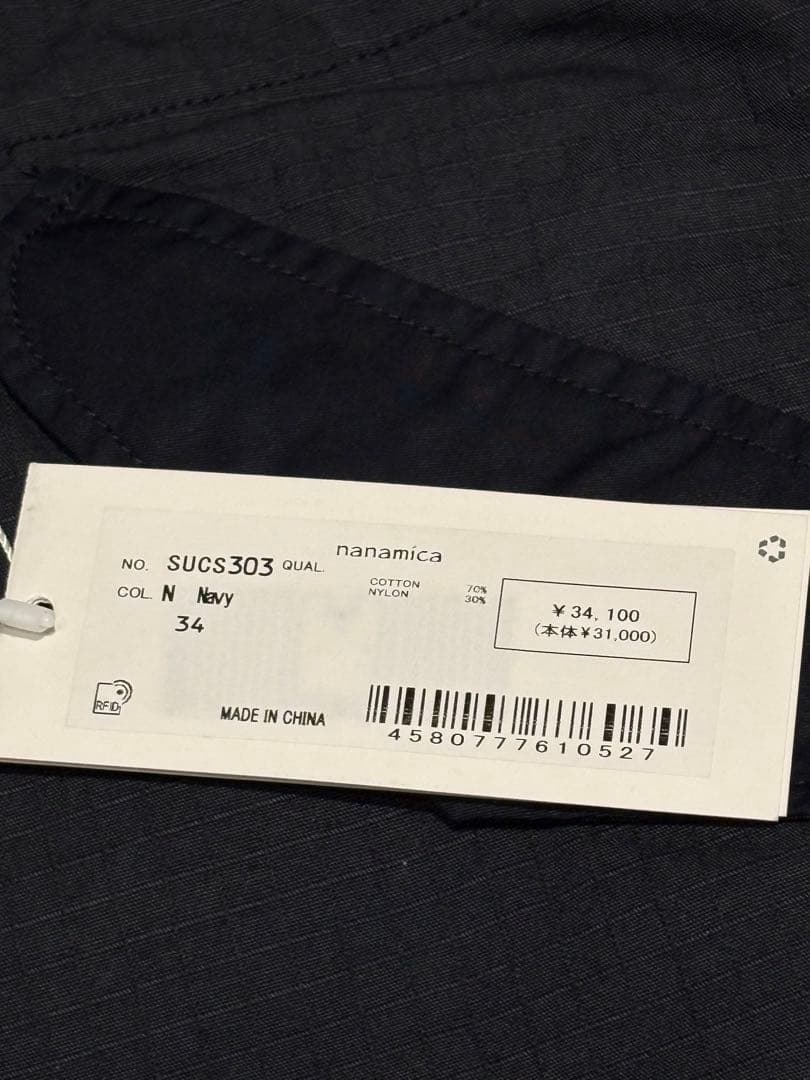 nanamica
NO. SUCS303 QUAL.
COTTON 70%
NYLON 30%
COL. N Navy
34
¥34,100
(本体¥31,000)
RFID
MADE IN CHINA
4580777610527